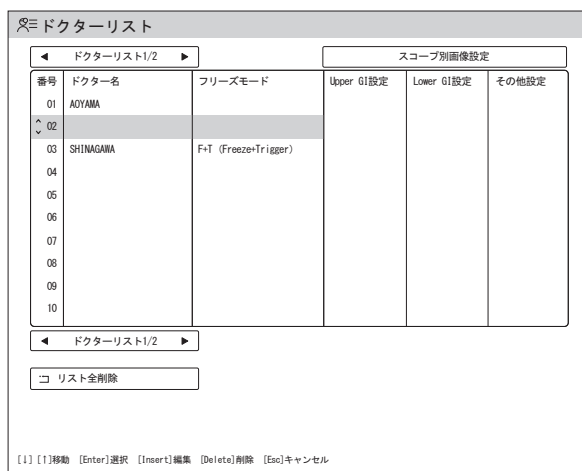 ドクターリスト
◀ ドクターリスト1/2 ▶ スコープ別画像設定
番号 ドクター名 フリーズモード Upper GI設定 Lower GI設定 その他設定
01 AOYAMA
02
03 SHINAGAWA F+T (Freeze+Trigger)
04
05
06
07
08
09
10
◀ ドクターリスト1/2 ▶
リスト全削除
[↓][↑]移動 [Enter]選択 [Insert]編集 [Delete]削除 [Esc]キャンセル